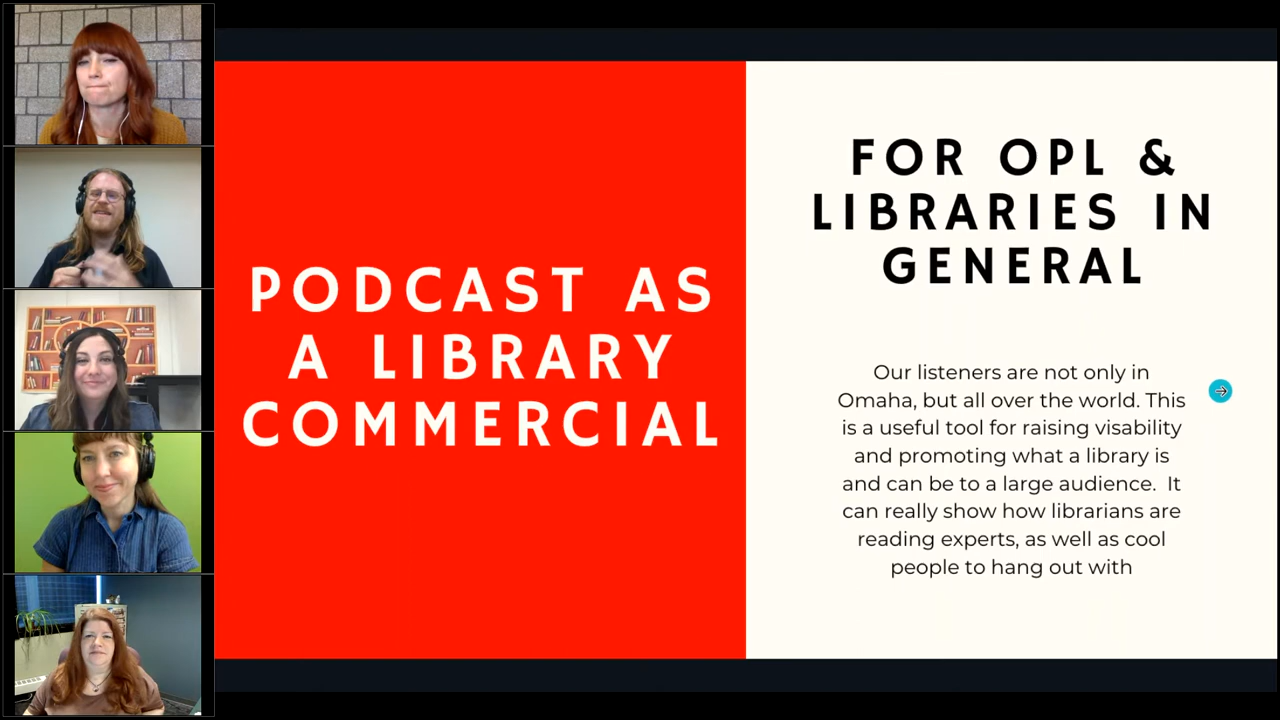 PODCAST AS
A LIBRARY
COMMERCIAL
FOR OPL &
LIBRARIES IN
GENERAL
Our listeners are not only in
Omaha, but all over the world. This
is a useful tool for raising visability
and promoting what a library is
and can be to a large audience. It
can really show how librarians are
reading experts, as well as cool
people to hang out with